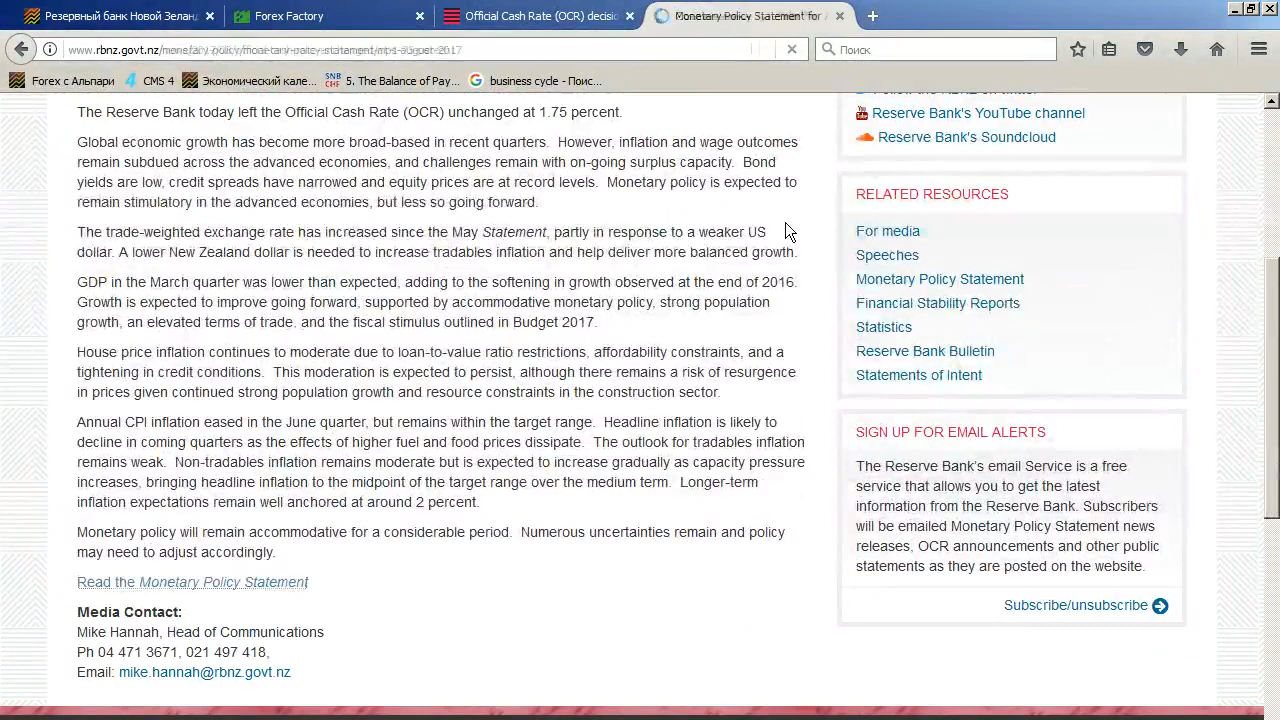 Резервный Банк Новой Зел
Forex Factory
Official Cash Rate (OCR) decisio
Monetary Policy Statement for A
www.rbnz.govt.nz/
Поиск
Forex с Альпари
CMS 4
Экономический кале...
SNB CHF
5. The Balance of Pay...
business cycle - Поис...
The Reserve Bank today left the Official Cash Rate (OCR) unchanged at 1.75 percent.
Global economic growth has become more broad-based in recent quarters. However, inflation and wage outcomes
remain subdued across the advanced economies, and challenges remain with on-going surplus capacity. Bond
yields are low, credit spreads have narrowed and equity prices are at record levels. Monetary policy is expected to
remain stimulatory in the advanced economies, but less so going forward.
The trade-weighted exchange rate has increased since the May Statement, partly in response to a weaker US
dollar. A lower New Zealand dollar is needed to increase tradables inflation and help deliver more balanced growth.
GDP in the March quarter was lower than expected, adding to the softening in growth observed at the end of 2016.
Growth is expected to improve going forward, supported by accommodative monetary policy, strong population
growth, an elevated terms of trade, and the fiscal stimulus outlined in Budget 2017.
House price inflation continues to moderate due to loan-to-value ratio restrictions, affordability constraints, and a
tightening in credit conditions. This moderation is expected to persist, although there remains a risk of resurgence
in prices given continued strong population growth and resource constraints in the construction sector.
Annual CPI inflation eased in the June quarter, but remains within the target range. Headline inflation is likely to
decline in coming quarters as the effects of higher fuel and food prices dissipate. The outlook for tradables inflation
remains weak. Non-tradables inflation remains moderate but is expected to increase gradually as capacity pressure
increases, bringing headline inflation to the midpoint of the target range over the medium term. Longer-term
inflation expectations remain well anchored at around 2 percent.
Monetary policy will remain accommodative for a considerable period. Numerous uncertainties remain and policy
may need to adjust accordingly.
Read the Monetary Policy Statement
Media Contact:
Mike Hannah, Head of Communications
Ph 04 471 3671, 021 497 418,
Email: mike.hannah@rbnz.govt.nz
Reserve Bank's YouTube channel
Reserve Bank's Soundcloud
RELATED RESOURCES
For media
Speeches
Monetary Policy Statement
Financial Stability Reports
Statistics
Reserve Bank Bulletin
Statements of Intent
SIGN UP FOR EMAIL ALERTS
The Reserve Bank's email Service is a free
service that allows you to get the latest
information from the Reserve Bank. Subscribers
will be emailed Monetary Policy Statement news
releases, OCR announcements and other public
statements as they are posted on the website.
Subscribe/unsubscribe